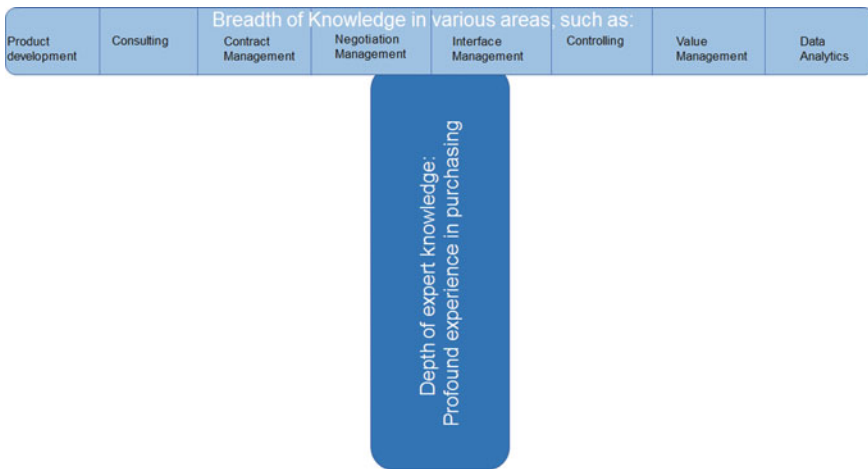 Breadth of Knowledge in various areas, such as:
Product
development
Consulting
Contract
Management
Negotiation
Management
Interface
Management
Controlling
Value
Management
Data
Analytics
Depth of expert knowledge:
Profound experience in purchasing